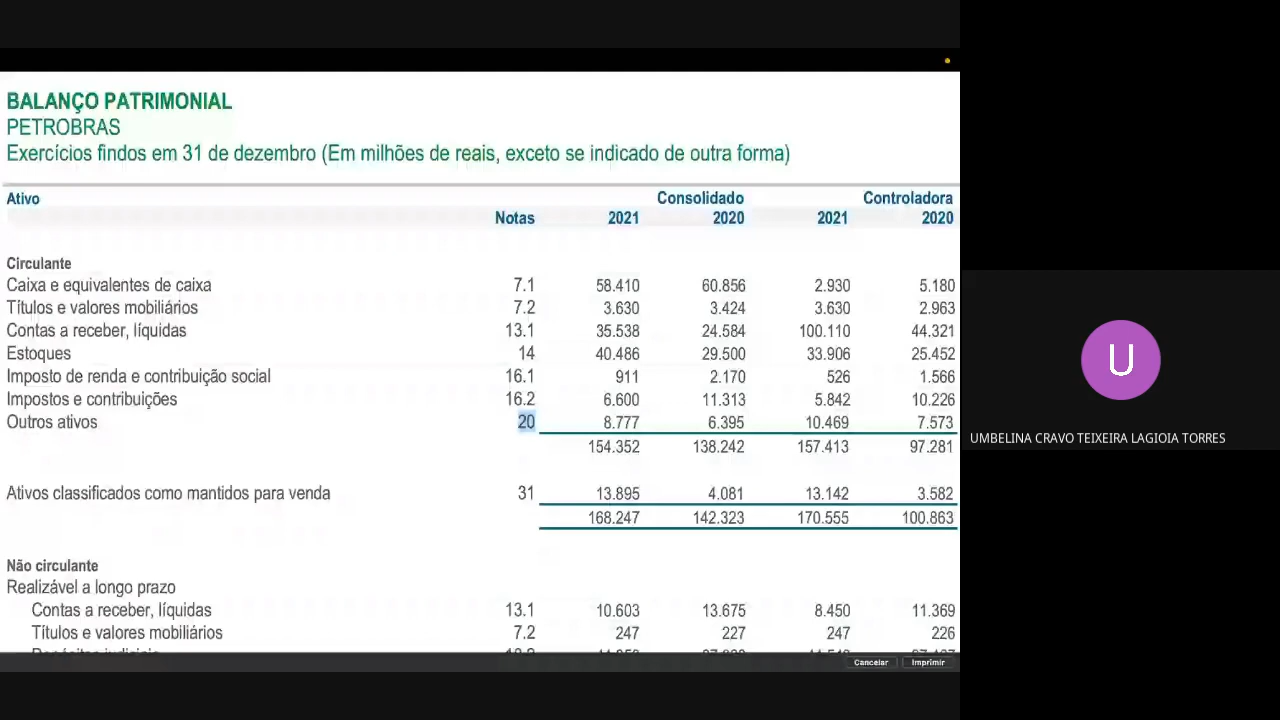 BALANÇO PATRIMONIAL
PETROBRAS
Exercícios findos em 31 de dezembro (Em milhões de reais, exceto se indicado de outra forma)
Ativo Consolidado Controladora
Notas 2021 2020 2021 2020
Circulante
Caixa e equivalentes de caixa 7.1 58.410 60.856 2.930 5.180
Títulos e valores mobiliários 7.2 3.630 3.424 3.630 2.963
Contas a receber, líquidas 13.1 35.538 24.584 100.110 44.321
Estoques 14 40.486 29.500 33.906 25.452
Imposto de renda e contribuição social 16.1 911 2.170 526 1.566
Impostos e contribuições 16.2 6.600 11.313 5.842 10.226
Outros ativos 20 8.777 6.395 10.469 7.573
154.352 138.242 157.413 97.281
Ativos classificados como mantidos para venda 31 13.895 4.081 13.142 3.582
168.247 142.323 170.555 100.863
Não circulante
Realizável a longo prazo
Contas a receber, líquidas 13.1 10.603 13.675 8.450 11.369
Títulos e valores mobiliários 7.2 247 227 247 226
Cancelar Imprimir
U
UMBELINA CRAVO TEIXEIRA LAGIOIA TORRES